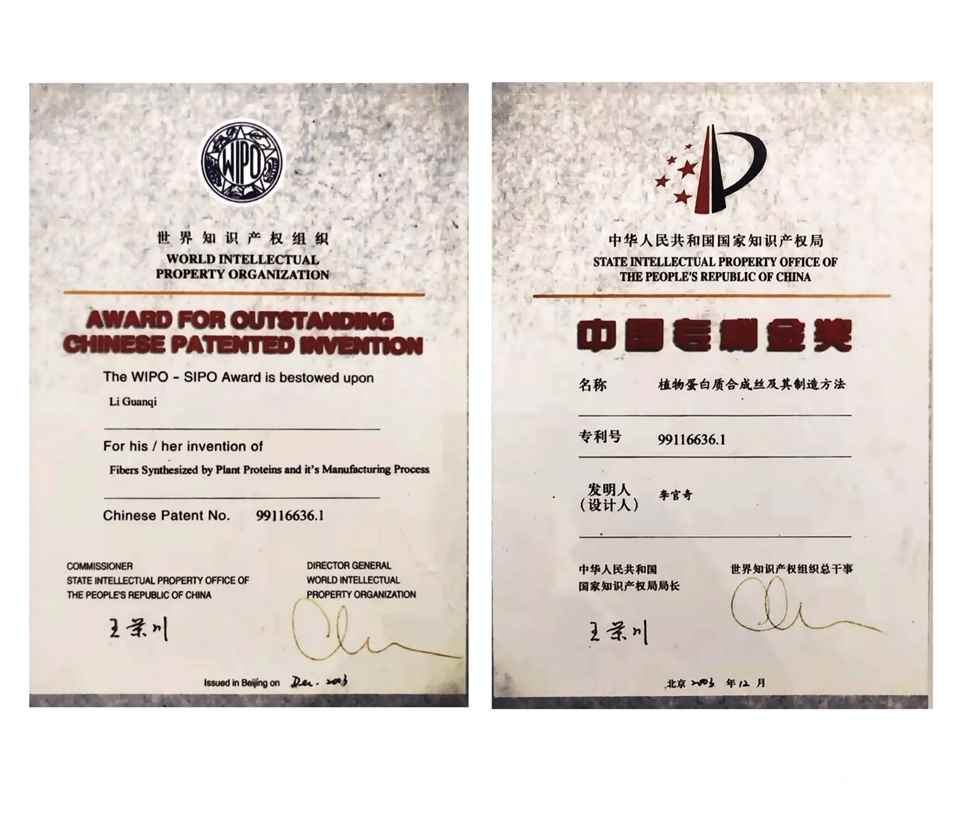 WIPO
世界知识产权组织
WORLD INTELLECTUAL
PROPERTY ORGANIZATION
AWARD FOR OUTSTANDING
CHINESE PATENTED INVENTION
The WIPO - SIPO Award is bestowed upon
Li Guanqi
For his / her invention of
Fibers Synthesized by Plant Proteins and it's Manufacturing Process
Chinese Patent No. 99116636.1
COMMISSIONER
STATE INTELLECTUAL PROPERTY OFFICE OF
THE PEOPLE'S REPUBLIC OF CHINA
王景川
DIRECTOR GENERAL
WORLD INTELLECTUAL
PROPERTY ORGANIZATION
Issued in Beijing on Dec. 2003
中华人民共和国国家知识产权局
STATE INTELLECTUAL PROPERTY OFFICE OF
THE PEOPLE'S REPUBLIC OF CHINA
中国专利金奖
名称 植物蛋白质合成丝及其制造方法
专利号 99116636.1
发明人
(设计人) 李官奇
中华人民共和国
国家知识产权局局长
王景川
世界知识产权组织总干事
北京 2003 年 12 月